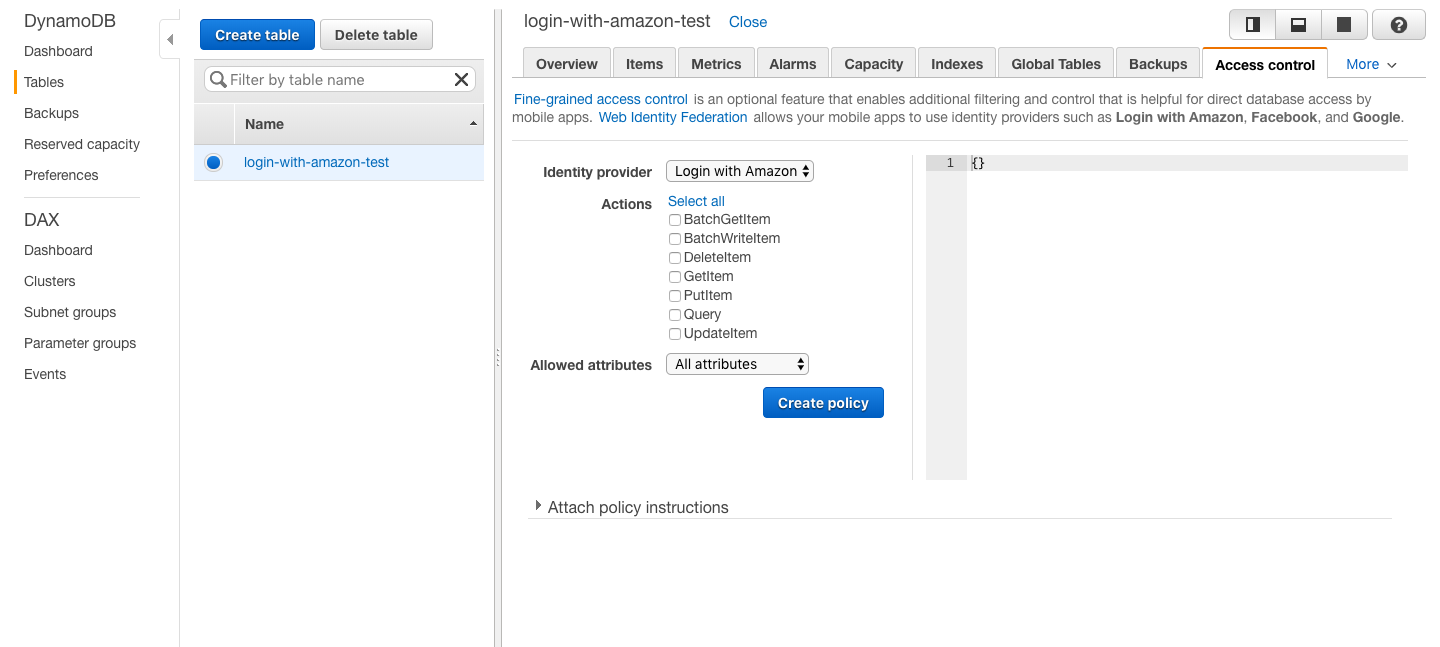 DynamoDB
Dashboard
Tables
Backups
Reserved capacity
Preferences
DAX
Dashboard
Clusters
Subnet groups
Parameter groups
Events
Create table
Delete table
Filter by table name
Name
login-with-amazon-test
login-with-amazon-test Close
Overview Items Metrics Alarms Capacity Indexes Global Tables Backups Access control More
Fine-grained access control is an optional feature that enables additional filtering and control that is helpful for direct database access by
mobile apps. Web Identity Federation allows your mobile apps to use identity providers such as Login with Amazon, Facebook, and Google.
Identity provider Login with Amazon
Actions Select all
BatchGetItem
BatchWriteItem
DeleteItem
GetItem
PutItem
Query
UpdateItem
Allowed attributes All attributes
Create policy
1 {}
Attach policy instructions